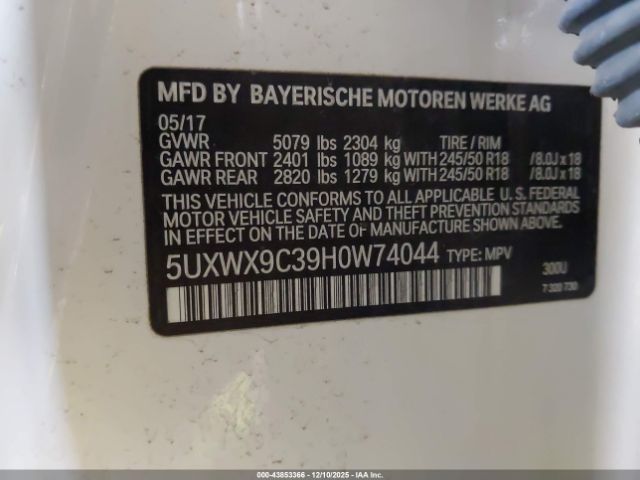 MFD BY BAYERISCHE MOTOREN WERKE AG
05/17
GVWR 5079 lbs 2304 kg TIRE / RIM
GAWR FRONT 2401 lbs 1089 kg WITH 245/50 R18 /8.0J x 18
GAWR REAR 2820 lbs 1279 kg WITH 245/50 R18 /8.0J x 18
THIS VEHICLE CONFORMS TO ALL APPLICABLE U. S. FEDERAL
MOTOR VEHICLE SAFETY AND THEFT PREVENTION STANDARDS
IN EFFECT ON THE DATE OF MANUFACTURE SHOWN ABOVE.
5UXWX9C39H0W74044 TYPE: MPV
300U
7 320 730
©-43853366 — 12/10/2025 — IAA Inc.